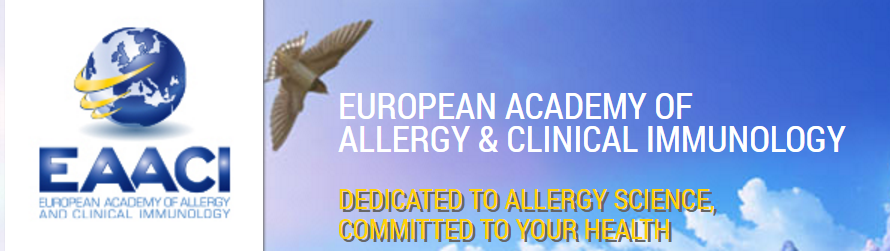 EAACI
EUROPEAN ACADEMY OF ALLERGY
AND CLINICAL IMMUNOLOGY
EUROPEAN ACADEMY OF
ALLERGY & CLINICAL IMMUNOLOGY
DEDICATED TO ALLERGY SCIENCE,
COMMITTED TO YOUR HEALTH